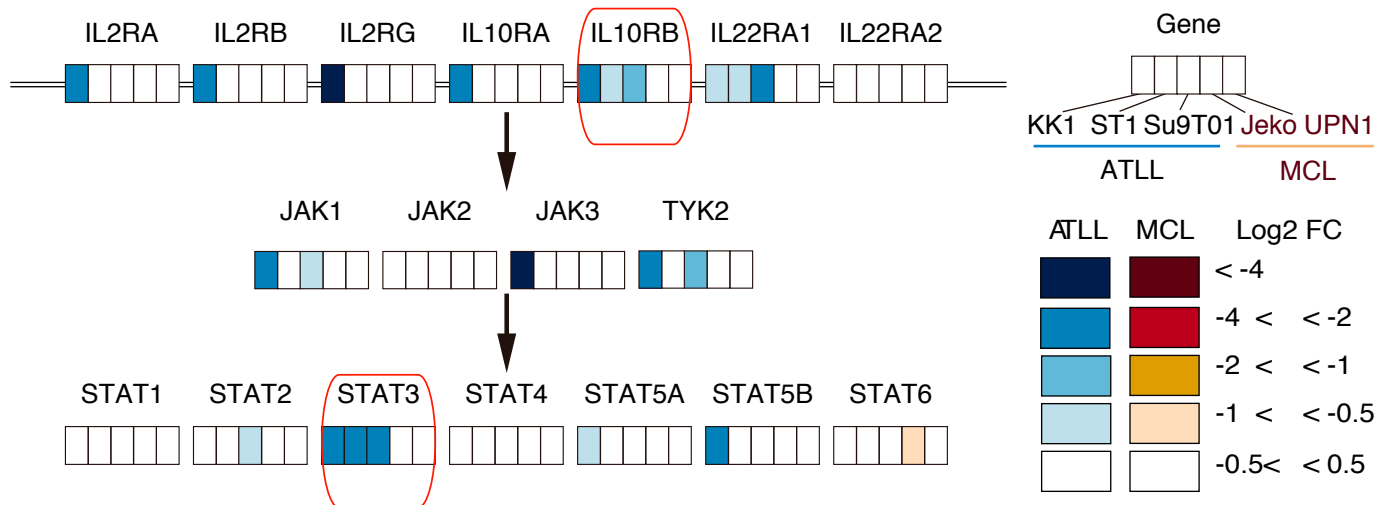 IL2RA IL2RB IL2RG IL10RA IL10RB IL22RA1 IL22RA2
Gene
KK1 ST1 Su9T01 Jeko UPN1
ATLL MCL
JAK1 JAK2 JAK3 TYK2
ATLL MCL Log2 FC
< -4
-4 < < -2
-2 < < -1
-1 < < -0.5
-0.5< < 0.5
STAT1 STAT2 STAT3 STAT4 STAT5A STAT5B STAT6